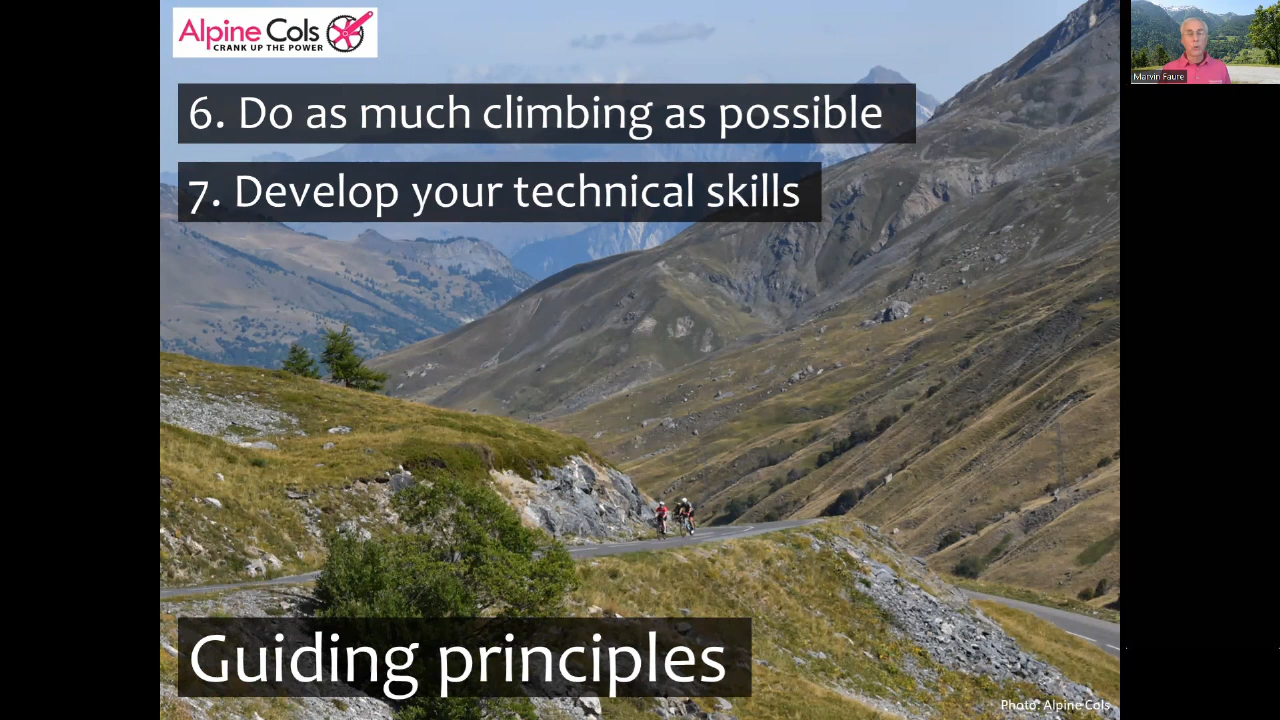 Alpine Cols
CRANK UP THE POWER
6. Do as much climbing as possible
7. Develop your technical skills
Guiding principles
Photo: Alpine Cols
Marvin Faure